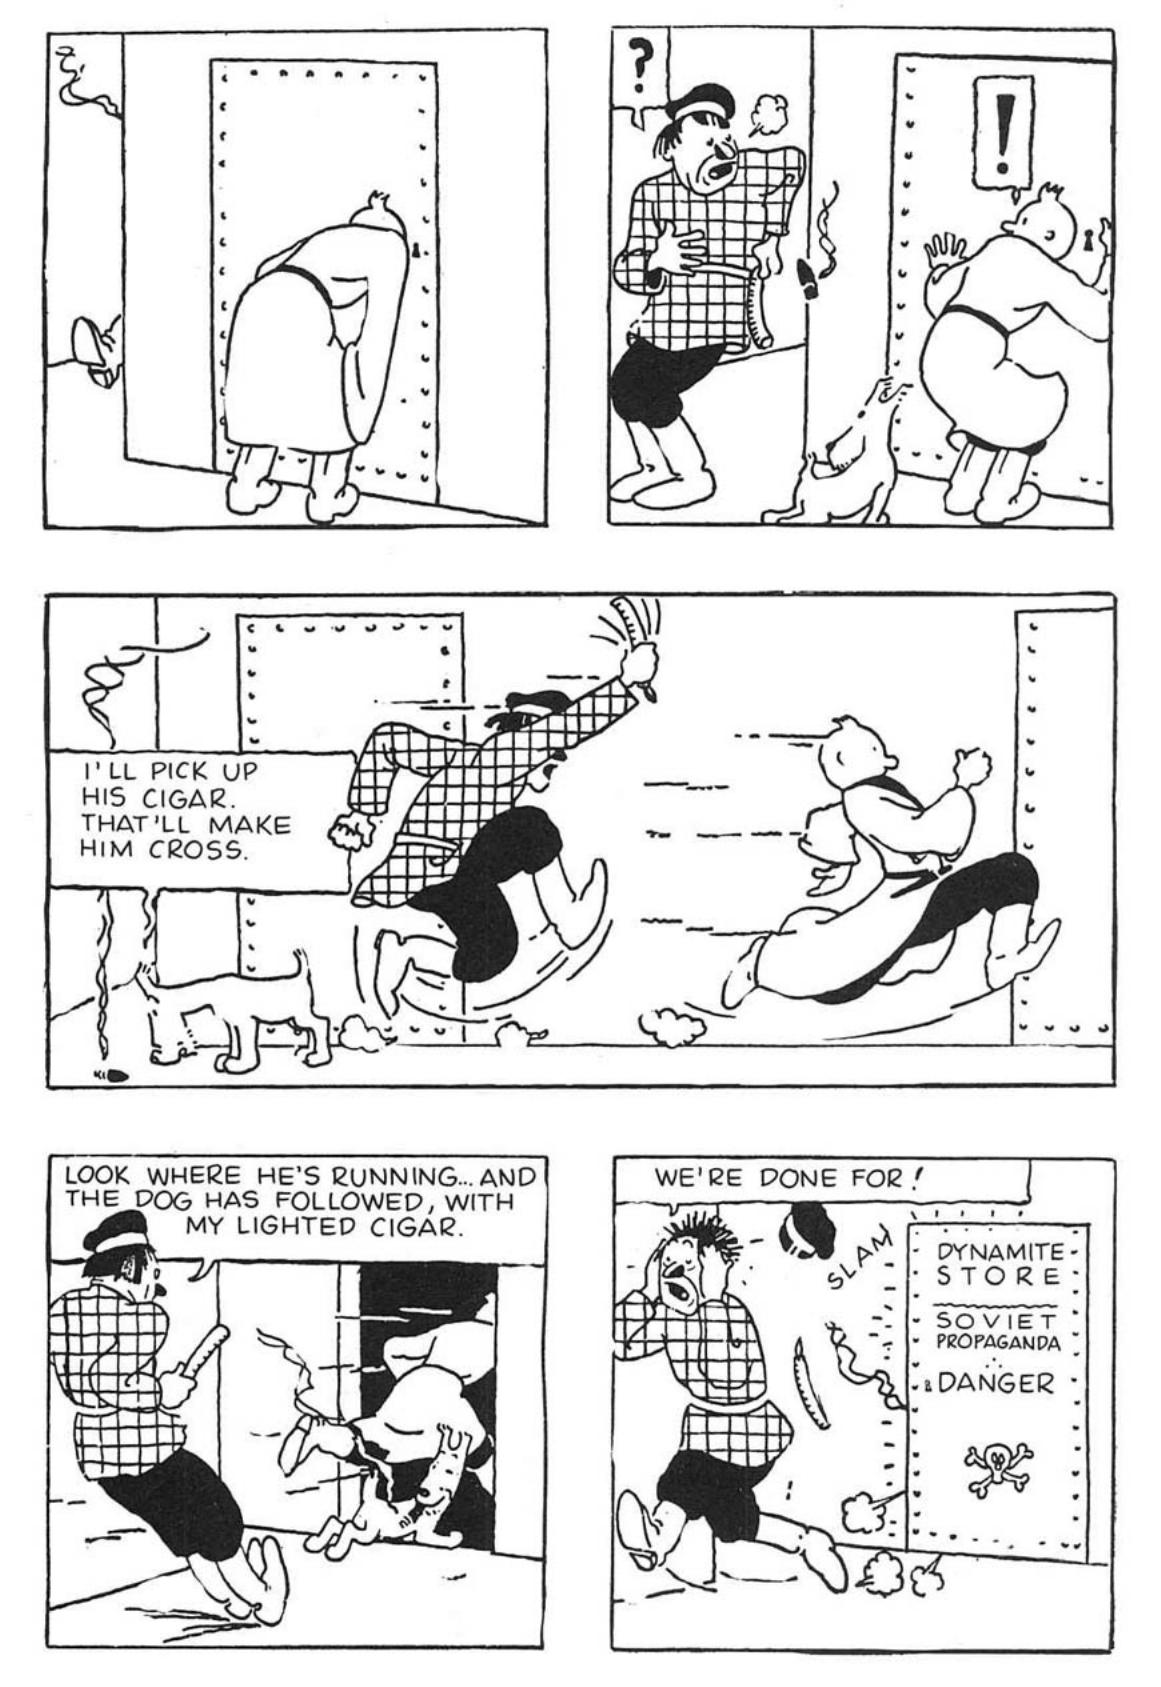 ?
!
I'LL PICK UP
HIS CIGAR.
THAT'LL MAKE
HIM CROSS.
LOOK WHERE HE'S RUNNING... AND
THE DOG HAS FOLLOWED, WITH
MY LIGHTED CIGAR.
WE'RE DONE FOR!
SLAM
DYNAMITE
STORE
SOVIET
PROPAGANDA
DANGER